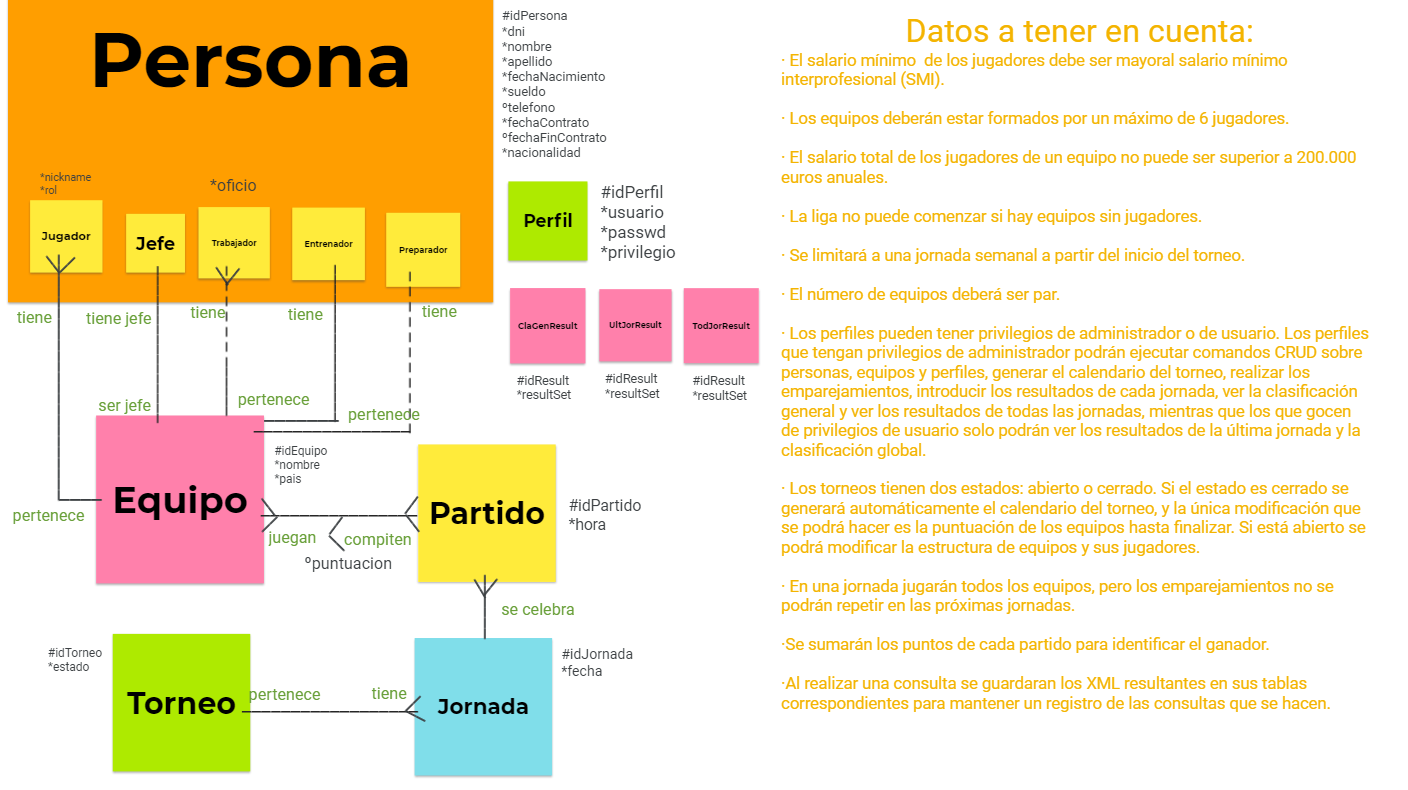 Persona
#idPersona
*dni
*nombre
*apellido
*fechaNacimiento
*sueldo
ºtelefono
*fechaContrato
ºfechaFinContrato
*nacionalidad
*nickname
*rol
*oficio
Jugador
Jefe
Trabajador
Entrenador
Preparador
Perfil
#idPerfil
*usuario
*passwd
*privilegio
tiene
tiene jefe
tiene
tiene
tiene
ClaGenResult
UltJorResult
TodJorResult
#idResult
*resultSet
#idResult
*resultSet
#idResult
*resultSet
ser jefe
pertenece
pertenece
pertenece
Equipo
#idEquipo
*nombre
*pais
Partido
#idPartido
*hora
juegan
compiten
ºpuntuacion
se celebra
#idTorneo
*estado
Torneo
pertenece
tiene
Jornada
#idJornada
*fecha
Datos a tener en cuenta:
· El salario mínimo  de los jugadores debe ser mayoral salario mínimo
interprofesional (SMI).
· Los equipos deberán estar formados por un máximo de 6 jugadores.
· El salario total de los jugadores de un equipo no puede ser superior a 200.000
euros anuales.
· La liga no puede comenzar si hay equipos sin jugadores.
· Se limitará a una jornada semanal a partir del inicio del torneo.
· El número de equipos deberá ser par.
· Los perfiles pueden tener privilegios de administrador o de usuario. Los perfiles
que tengan privilegios de administrador podrán ejecutar comandos CRUD sobre
personas, equipos y perfiles, generar el calendario del torneo, realizar los
emparejamientos, introducir los resultados de cada jornada, ver la clasificación
general y ver los resultados de todas las jornadas, mientras que los que gocen
de privilegios de usuario solo podrán ver los resultados de la última jornada y la
clasificación global.
· Los torneos tienen dos estados: abierto o cerrado. Si el estado es cerrado se
generará automáticamente el calendario del torneo, y la única modificación que
se podrá hacer es la puntuación de los equipos hasta finalizar. Si está abierto se
podrá modificar la estructura de equipos y sus jugadores.
· En una jornada jugarán todos los equipos, pero los emparejamientos no se
podrán repetir en las próximas jornadas.
·Se sumarán los puntos de cada partido para identificar el ganador.
·Al realizar una consulta se guardaran los XML resultantes en sus tablas
correspondientes para mantener un registro de las consultas que se hacen.